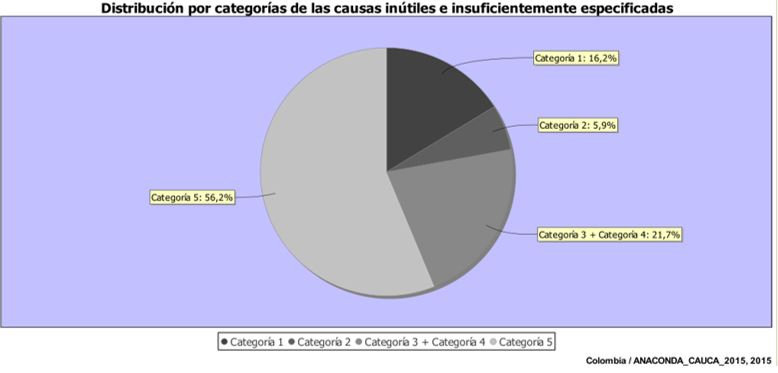 Distribución por categorías de las causas inútiles e insuficientemente especificadas
Categoría 1: 16,2%
Categoría 2: 5,9%
Categoría 5: 56,2%
Categoría 3 + Categoría 4: 21,7%
Categoría 1 Categoría 2 Categoría 3 + Categoría 4 Categoría 5
Colombia / ANACONDA_CAUCA_2015, 2015